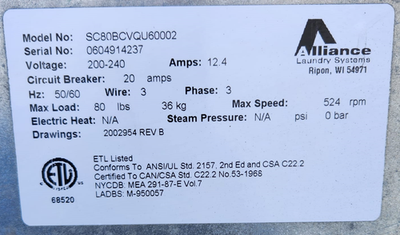 Model No: SC80BCVQU60002
Serial No: 0604914237
Voltage: 200-240 Amps: 12.4
Circuit Breaker: 20 amps
Hz: 50/60 Wire: 3 Phase: 3
Max Load: 80 lbs 36 kg Max Speed: 524 rpm
Electric Heat: N/A Steam Pressure: N/A psi 0 bar
Drawings: 2002954 REV B
Alliance
Laundry Systems
Ripon, WI 54971
ETL Listed
Conforms To ANSI/UL Std. 2157, 2nd Ed and CSA C22.2
Certified To CAN/CSA Std. C22.2 No.53-1968
NYCDB: MEA 291-87-E Vol.7
LADBS: M-950057
ETL
68520